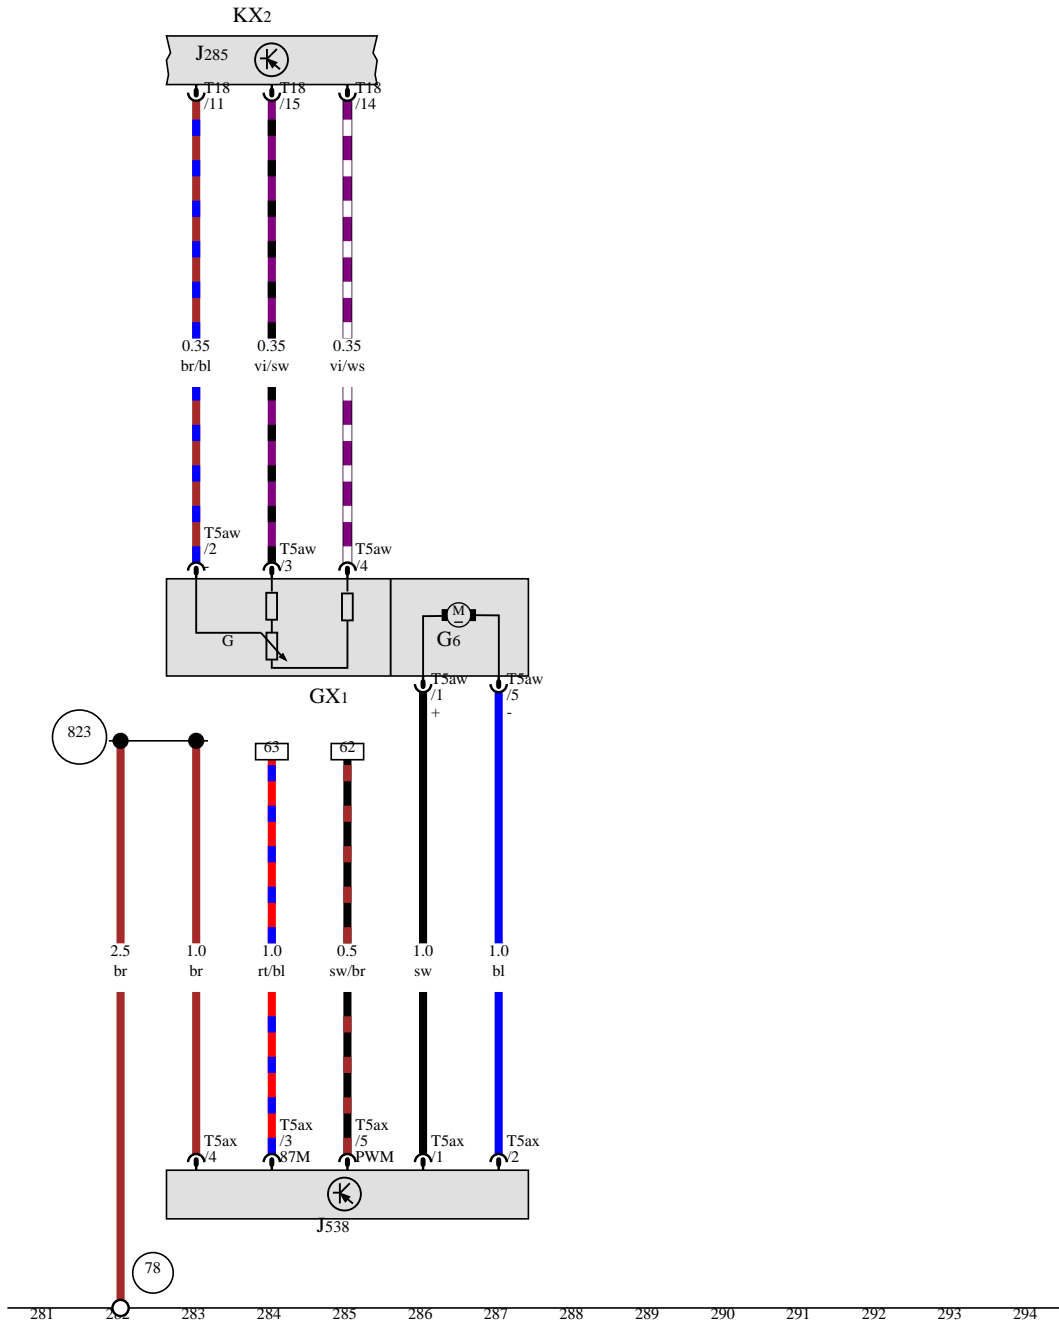 KX2
J285
T18 T18 T18
/11 /15 /14
0.35 0.35 0.35
br/bl vi/sw vi/ws
T5aw
/2 T5aw T5aw
- /3 /4
M
G G6
GX1 T5aw T5aw
/1 /5
+ -
823
63 62
2.5 1.0 1.0 0.5 1.0 1.0
br br rt/bl sw/br sw bl
T5ax T5ax
T5ax /3 /5 T5ax T5ax
/4 87M PWM /1 /2
J538
78
281 282 283 284 285 286 287 288 289 290 291 292 293 294